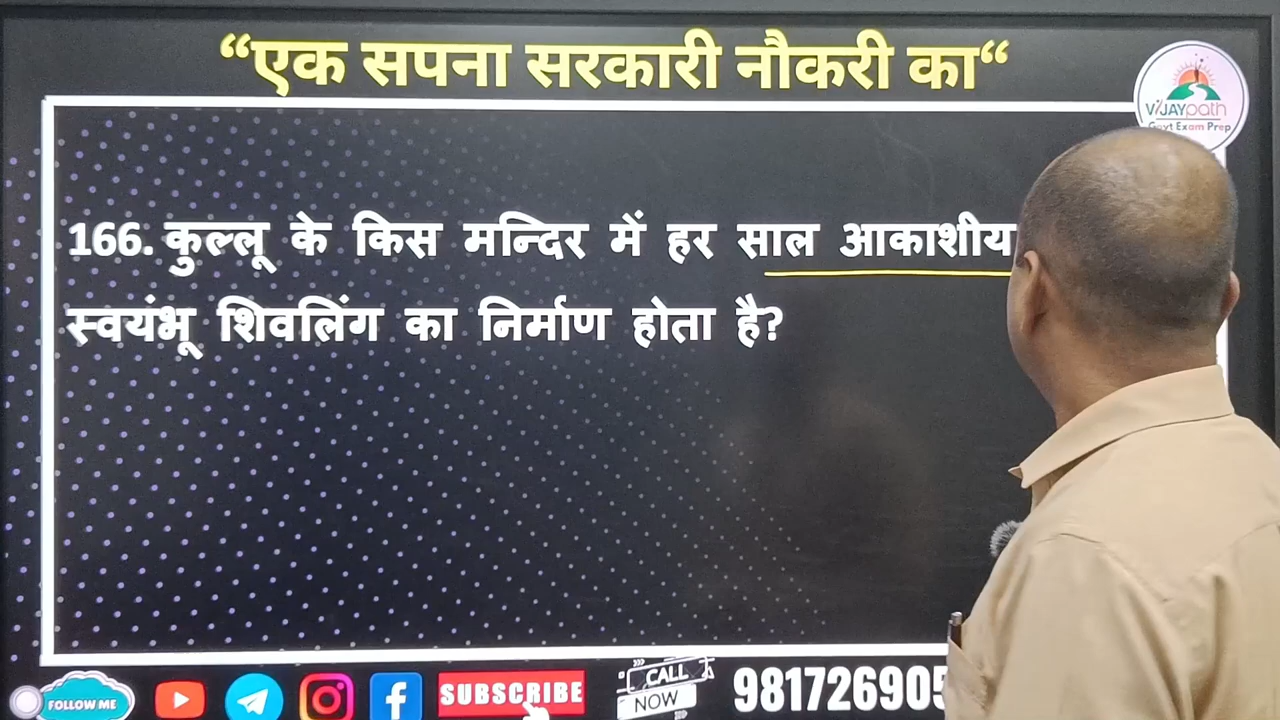 “एक सपना सरकारी नौकरी का“
VIJAYpath
Govt Exam Prep
166. कुल्लू के किस मन्दिर में हर साल आकाशीय
स्वयंभू शिवलिंग का निर्माण होता है?
FOLLOW ME
SUBSCRIBE
CALL
NOW
981726905